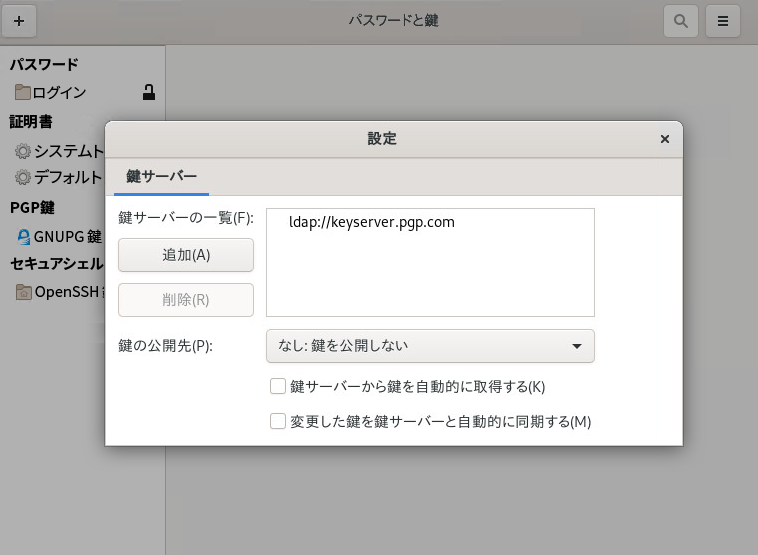 パスワードと鍵
パスワード
ログイン
証明書
システムト
デフォルト
PGP鍵
GNUPG 鍵
セキュアシェル
OpenSSH
設定
鍵サーバー
鍵サーバーの一覧(F):
ldap://keyserver.pgp.com
追加(A)
削除(R)
鍵の公開先(P):
なし: 鍵を公開しない
鍵サーバーから鍵を自動的に取得する(K)
変更した鍵を鍵サーバーと自動的に同期する(M)